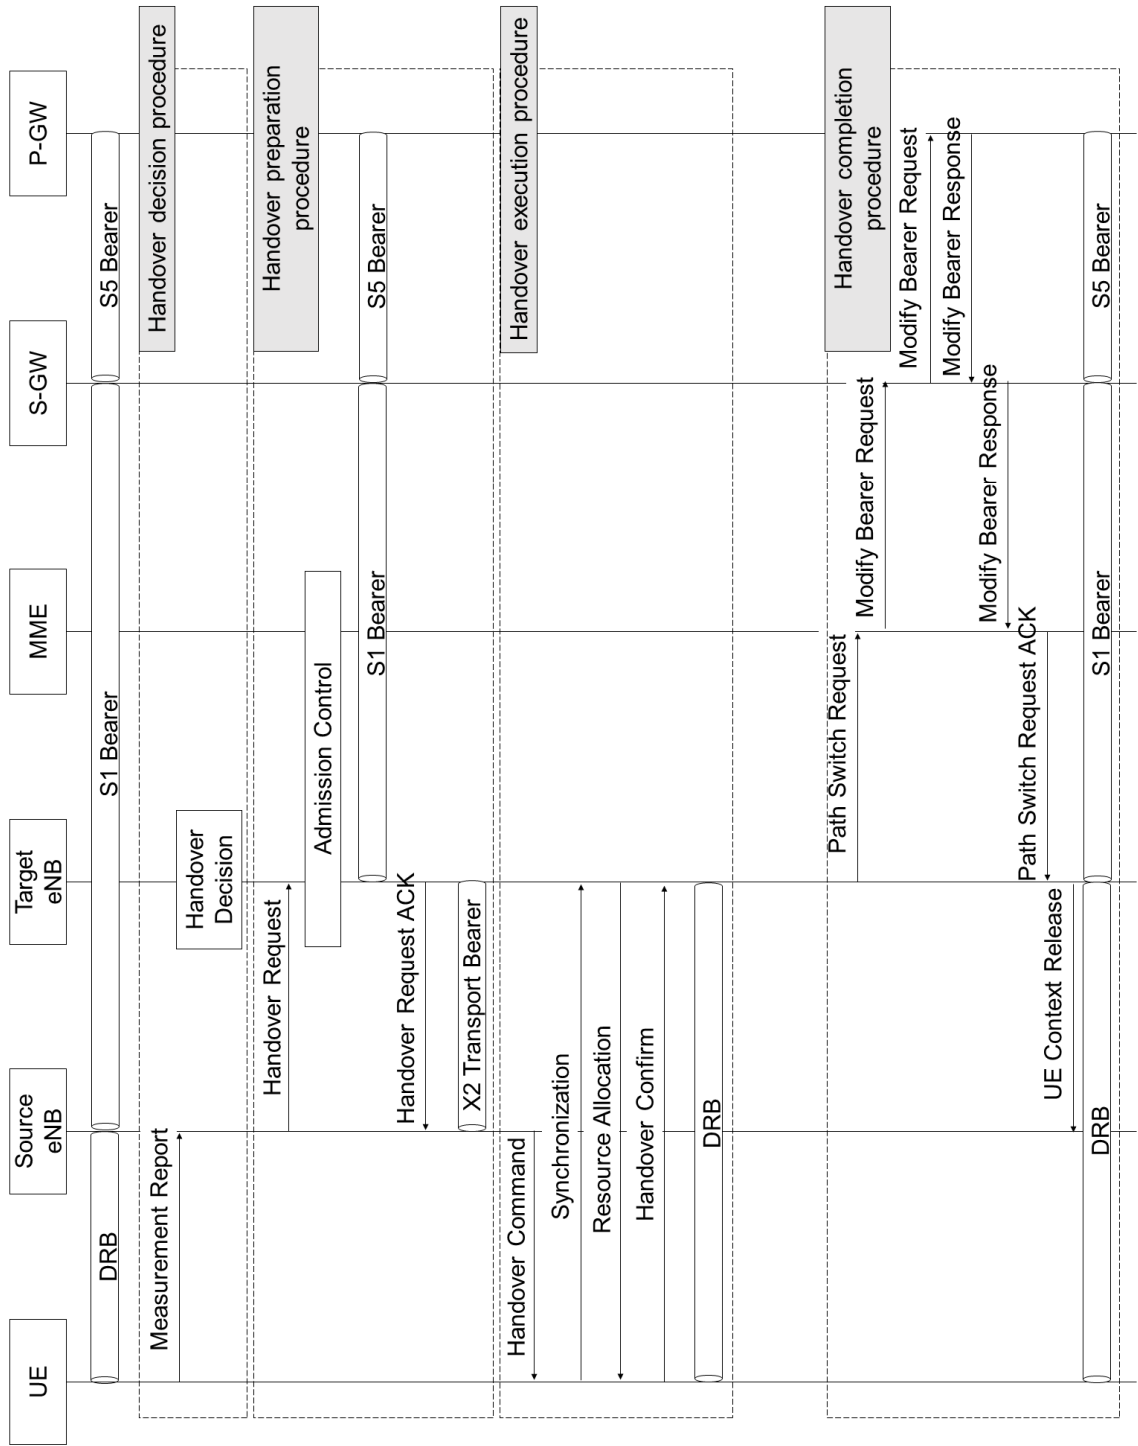 UE
Source
eNB
Target
eNB
MME
S-GW
P-GW
DRB
S1 Bearer
S5 Bearer
Handover decision procedure
Measurement Report
Handover
Decision
Handover preparation
procedure
Handover Request
Admission Control
S1 Bearer
S5 Bearer
Handover Request ACK
X2 Transport Bearer
Handover execution procedure
Handover Command
Synchronization
Resource Allocation
Handover Confirm
DRB
Handover completion
procedure
Path Switch Request
Modify Bearer Request
Modify Bearer Request
Modify Bearer Response
Modify Bearer Response
Path Switch Request ACK
UE Context Release
DRB
S1 Bearer
S5 Bearer